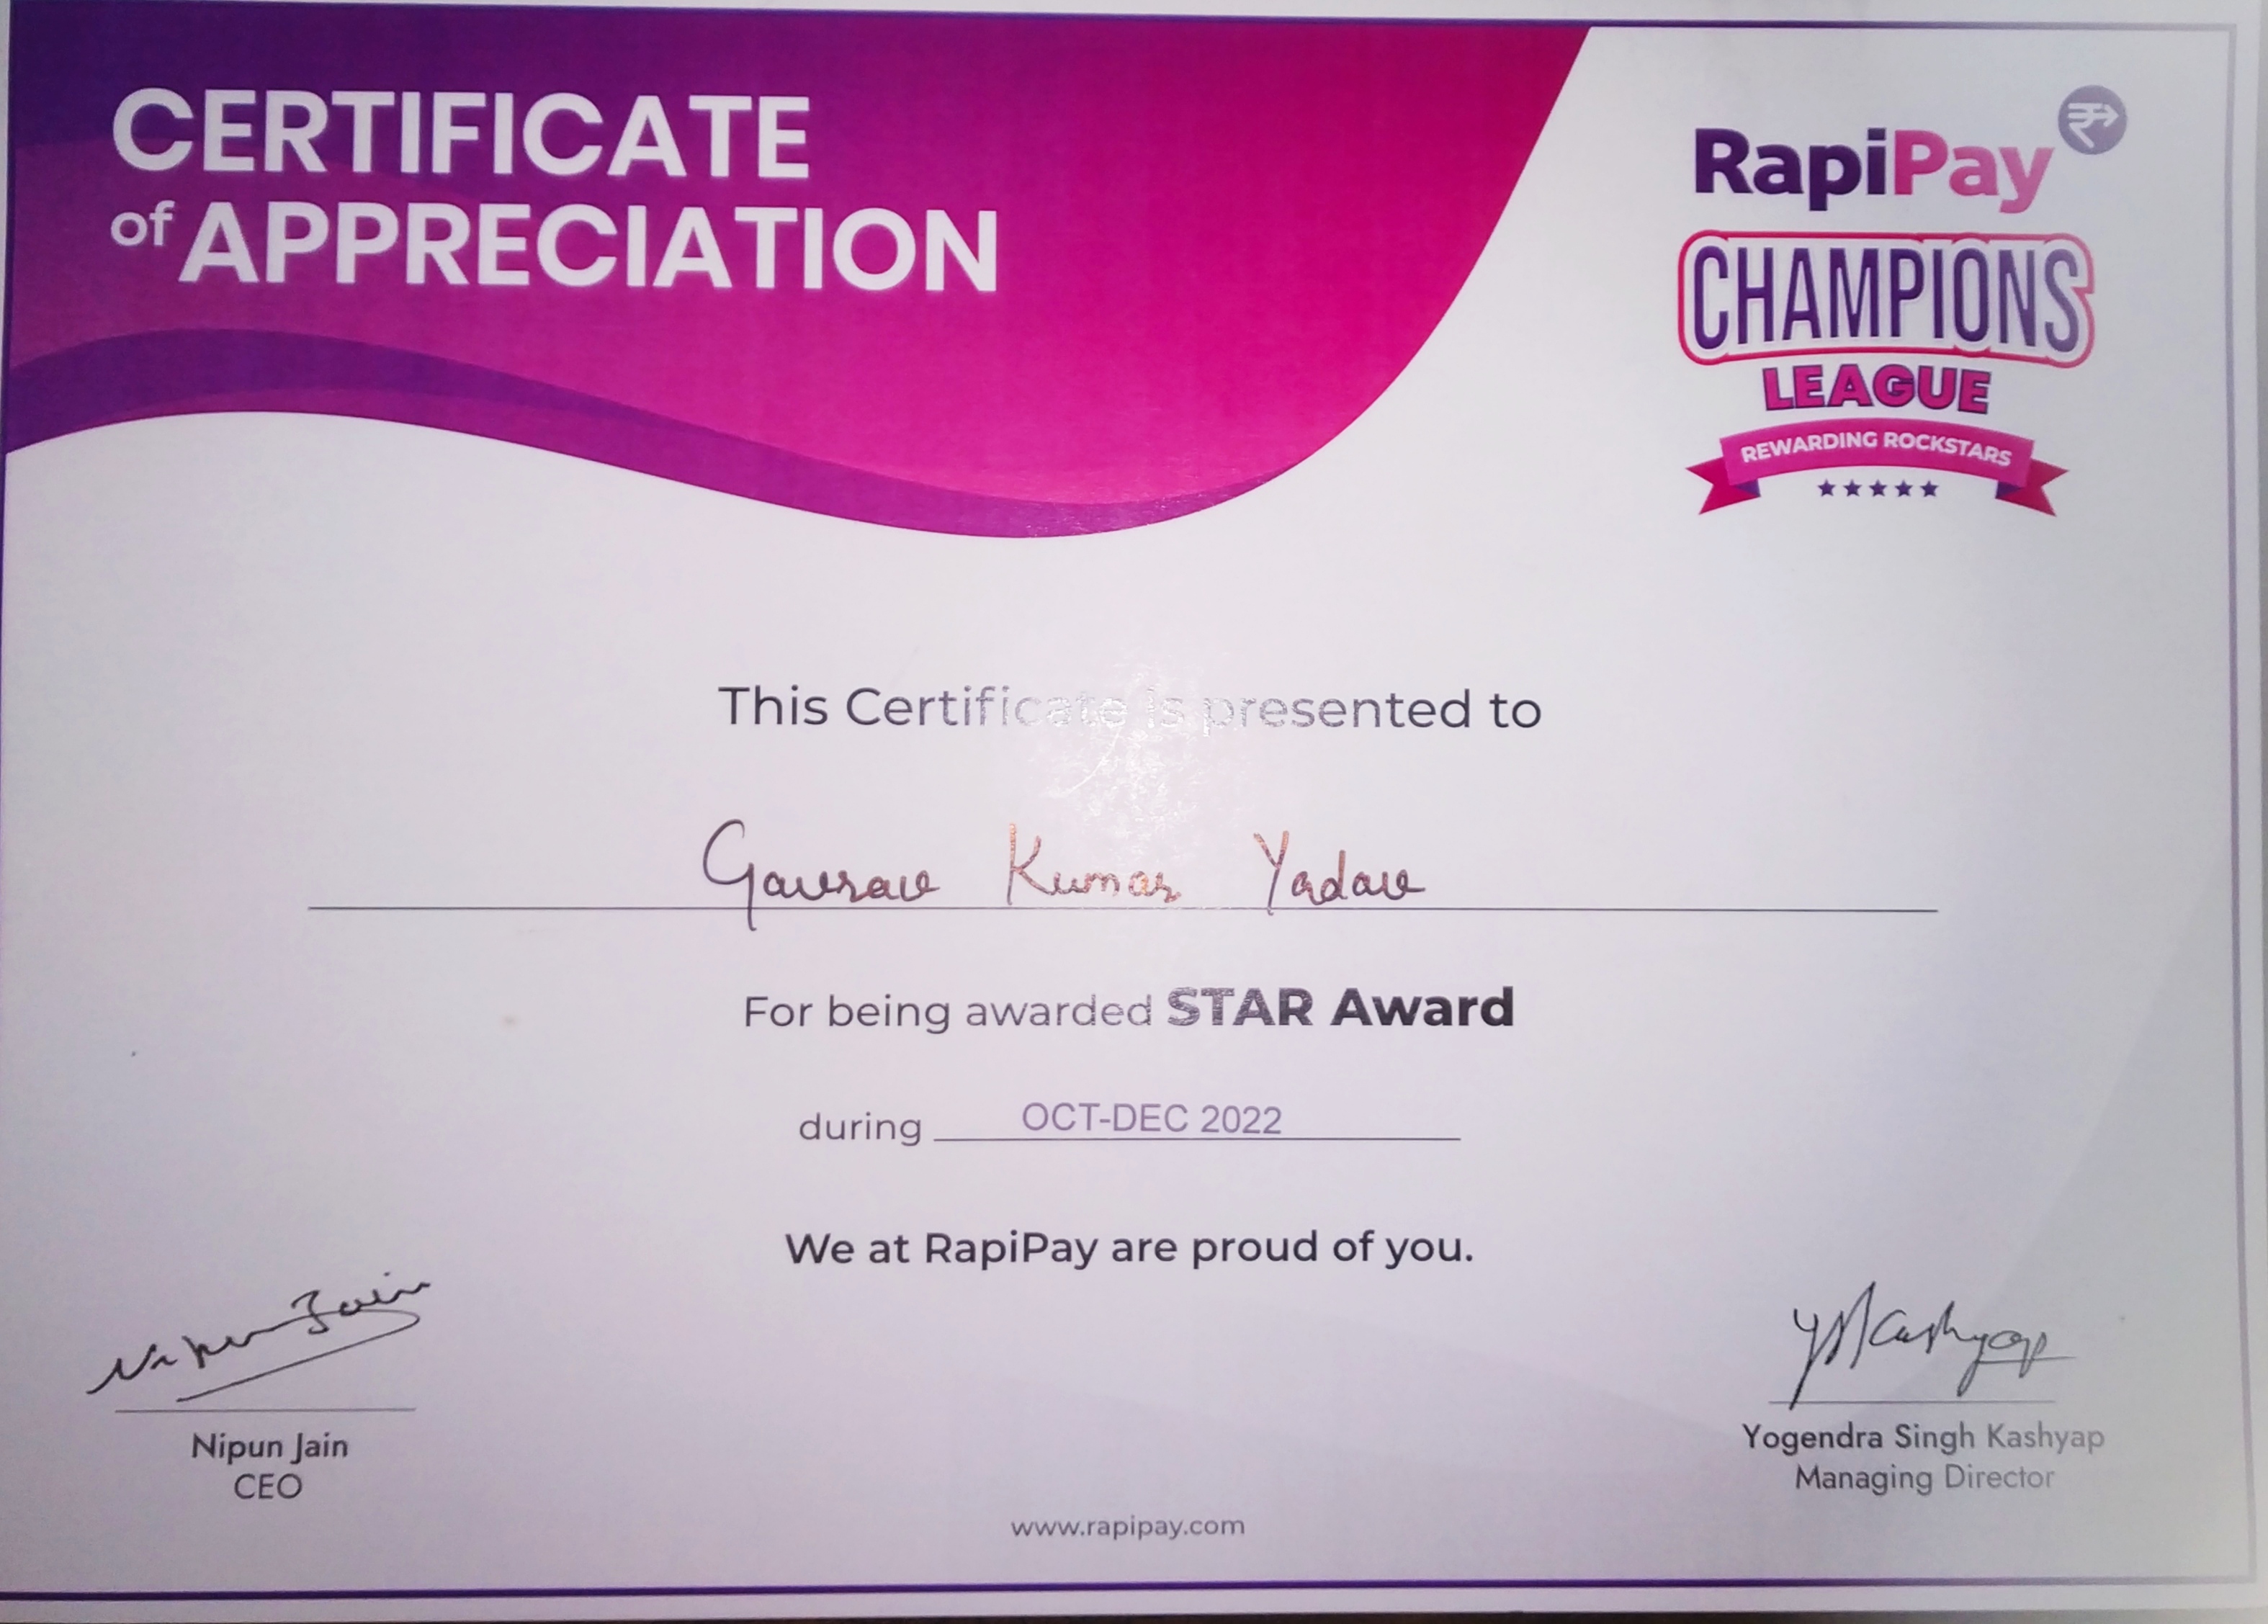 CERTIFICATE
of APPRECIATION
RapiPay
CHAMPIONS
LEAGUE
REWARDING ROCKSTARS
This Certificate is presented to
Gaurav Kumar Yadav
For being awarded STAR Award
during OCT-DEC 2022
We at RapiPay are proud of you.
Nipun Jain
YSKashyap
Nipun Jain
CEO
Yogendra Singh Kashyap
Managing Director
www.rapipay.com